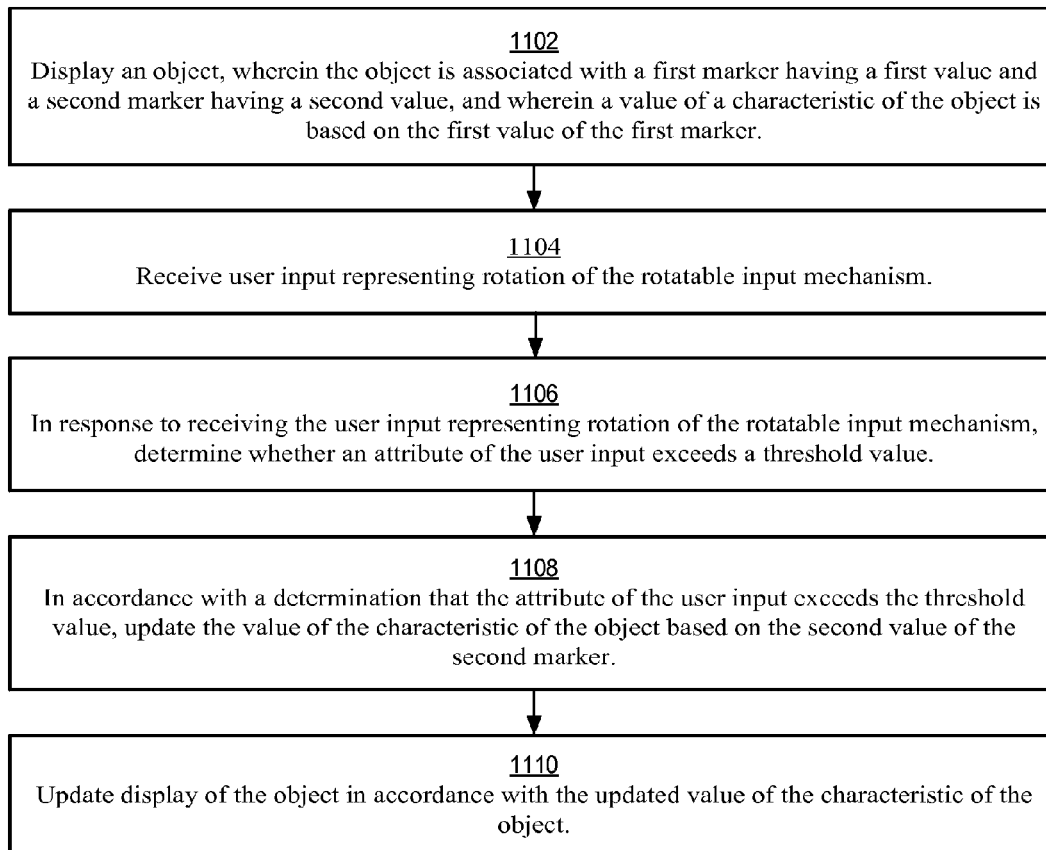 1102
Display an object, wherein the object is associated with a first marker having a first value and
a second marker having a second value, and wherein a value of a characteristic of the object is
based on the first value of the first marker.
1104
Receive user input representing rotation of the rotatable input mechanism.
1106
In response to receiving the user input representing rotation of the rotatable input mechanism,
determine whether an attribute of the user input exceeds a threshold value.
1108
In accordance with a determination that the attribute of the user input exceeds the threshold
value, update the value of the characteristic of the object based on the second value of the
second marker.
1110
Update display of the object in accordance with the updated value of the characteristic of the
object.